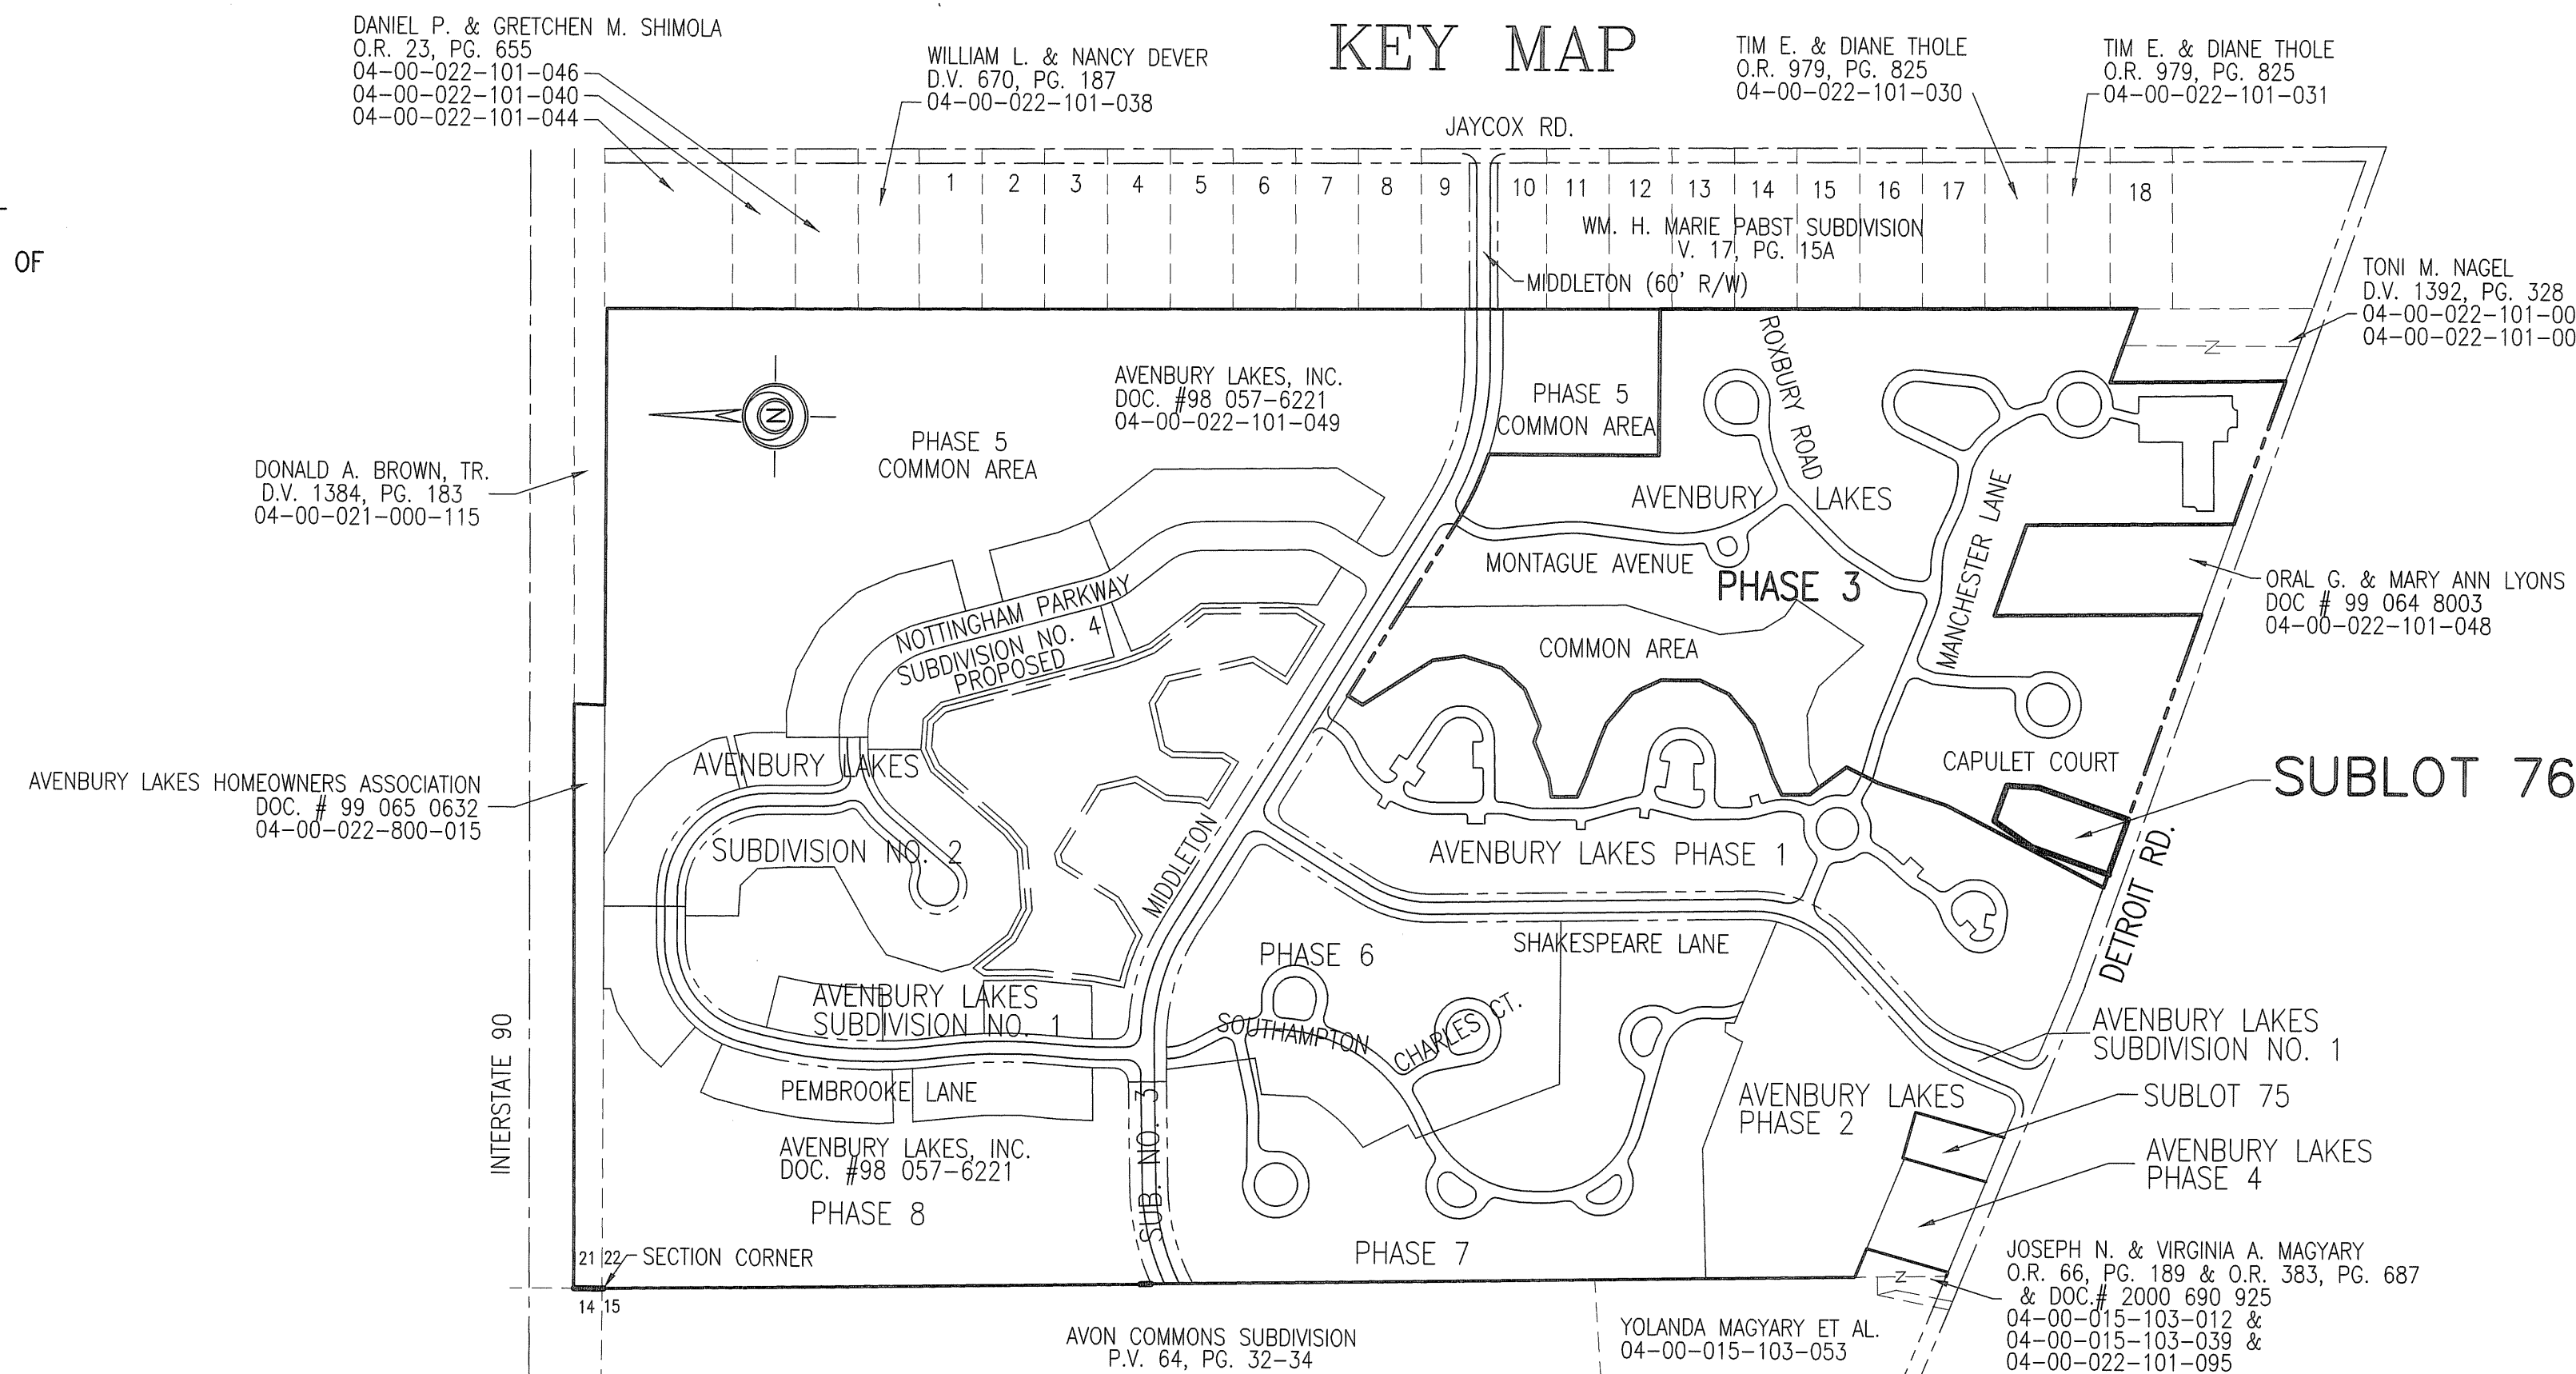 KEY MAP
DANIEL P. & GRETCHEN M. SHIMOLA
O.R. 23, PG. 655
04-00-022-101-046
04-00-022-101-040
04-00-022-101-044
WILLIAM L. & NANCY DEVER
D.V. 670, PG. 187
04-00-022-101-038
TIM E. & DIANE THOLE
O.R. 979, PG. 825
04-00-022-101-030
TIM E. & DIANE THOLE
O.R. 979, PG. 825
04-00-022-101-031
JAYCOX RD.
1 2 3 4 5 6 7 8 9 10 11 12 13 14 15 16 17 18
WM. H. MARIE PABST SUBDIVISION
V. 17, PG. 15A
OF
MIDDLETON (60' R/W)
TONI M. NAGEL
D.V. 1392, PG. 328
04-00-022-101-00
04-00-022-101-00
N
N
ROXBURY ROAD
AVENBURY LAKES, INC.
DOC. #98 057-6221
04-00-022-101-049
PHASE 5
COMMON AREA
PHASE 5
COMMON AREA
DONALD A. BROWN, TR.
D.V. 1384, PG. 183
04-00-021-000-115
AVENBURY LAKES
PHASE 3
MONTAGUE AVENUE
MANCHESTER LANE
ORAL G. & MARY ANN LYONS
DOC # 99 064 8003
04-00-022-101-048
NOTTINGHAM PARKWAY
SUBDIVISION NO. 4
PROPOSED
COMMON AREA
CAPULET COURT
SUBLOT 76
AVENBURY LAKES HOMEOWNERS ASSOCIATION
DOC. # 99 065 0632
04-00-022-800-015
AVENBURY LAKES
SUBDIVISION NO. 2
MIDDLETON
AVENBURY LAKES PHASE 1
DETROIT RD.
SHAKESPEARE LANE
PHASE 6
AVENBURY LAKES
SUBDIVISION NO. 1
SOUTHAMPTON
CHARLES CT.
AVENBURY LAKES
SUBDIVISION NO. 1
INTERSTATE 90
PEMBROOKE LANE
SUB. NO. 3
AVENBURY LAKES
PHASE 2
SUBLOT 75
AVENBURY LAKES, INC.
DOC. #98 057-6221
PHASE 8
AVENBURY LAKES
PHASE 4
PHASE 7
21 22
SECTION CORNER
14 15
N
JOSEPH N. & VIRGINIA A. MAGYARY
O.R. 66, PG. 189 & O.R. 383, PG. 687
& DOC.# 2000 690 925
04-00-015-103-012 &
04-00-015-103-039 &
04-00-022-101-095
AVON COMMONS SUBDIVISION
P.V. 64, PG. 32-34
YOLANDA MAGYARY ET AL.
04-00-015-103-053